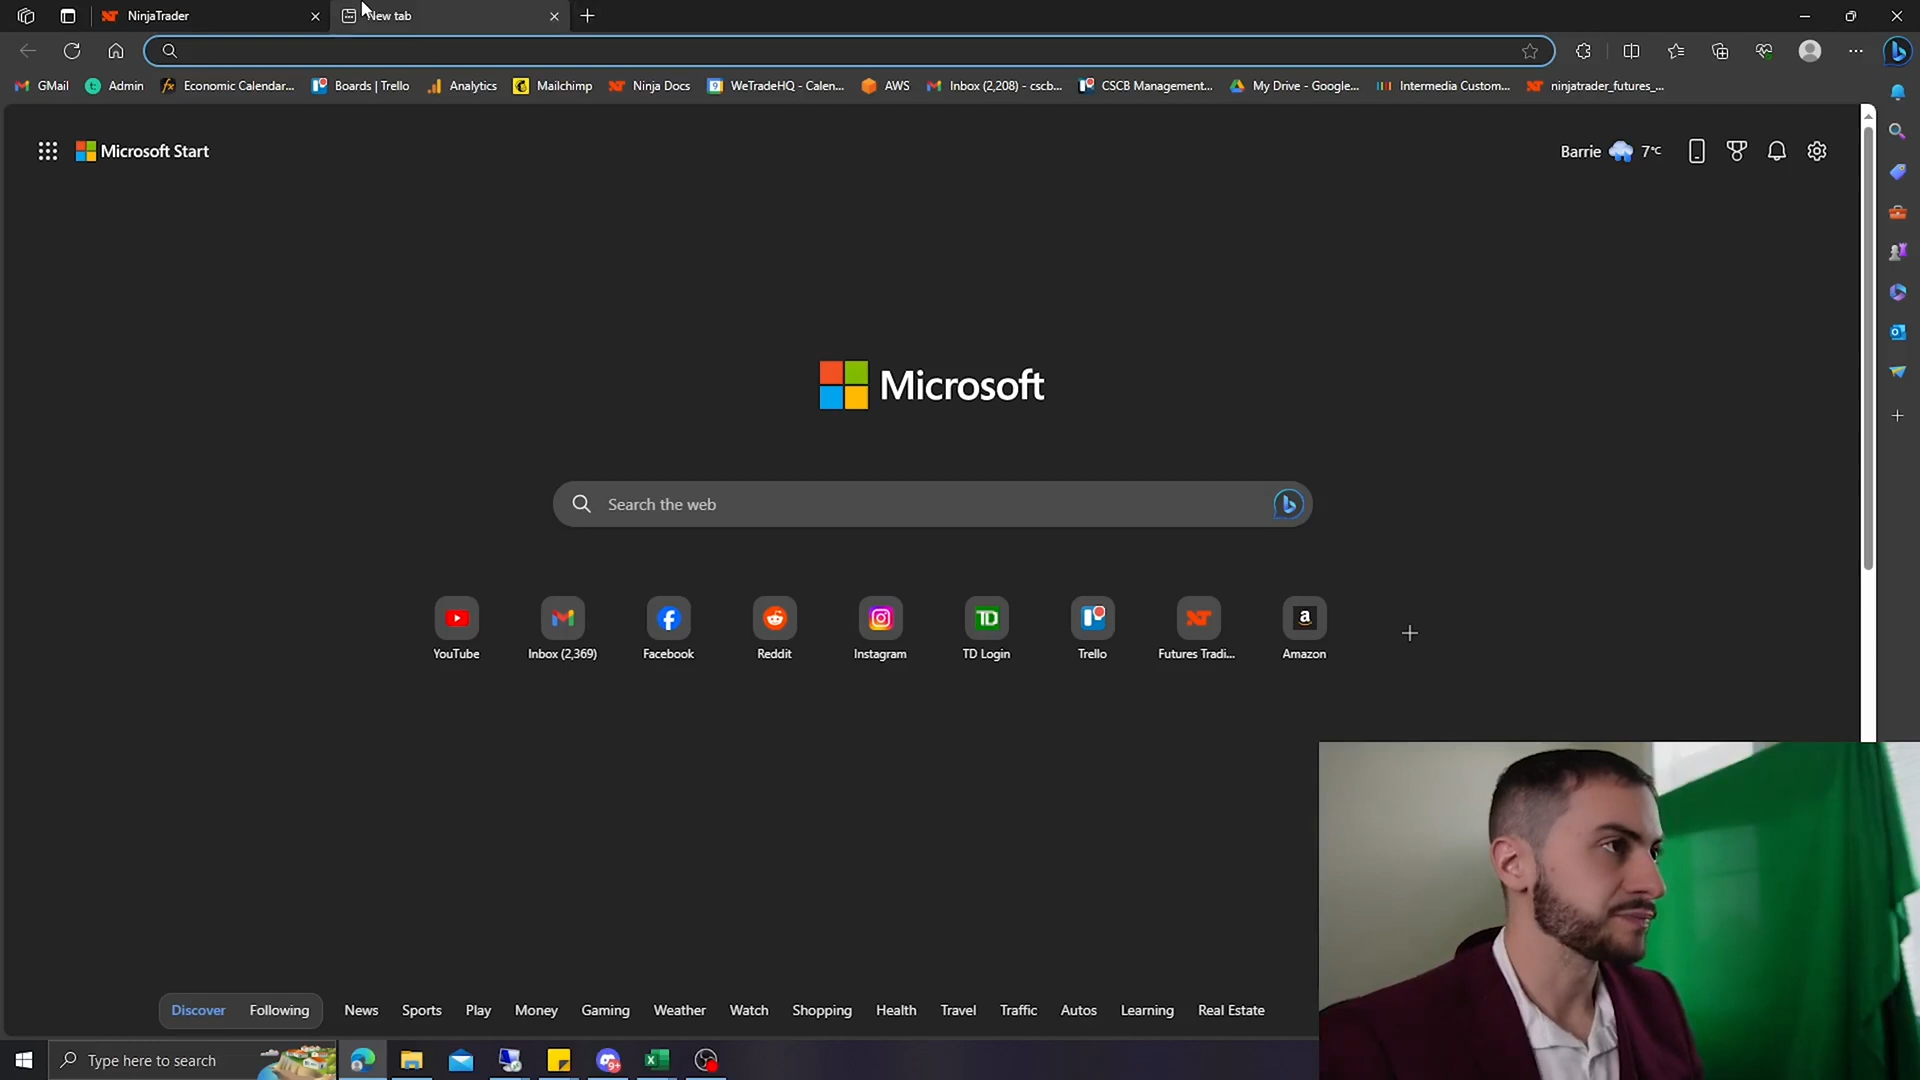 NinjaTrader
New tab
GMail
Admin
Economic Calendar...
Boards | Trello
Analytics
Mailchimp
Ninja Docs
WeTradeHQ - Calen...
AWS
Inbox (2,208) - cscb...
CSCB Management...
My Drive - Google...
Intermedia Custom...
ninjatrader_futures_...
Microsoft Start
Barrie 7°C
Microsoft
Search the web
YouTube
Inbox (2,369)
Facebook
Reddit
Instagram
TD
TD Login
Trello
Futures Tradi...
a
Amazon
Discover
Following
News
Sports
Play
Money
Gaming
Weather
Watch
Shopping
Health
Travel
Traffic
Autos
Learning
Real Estate
Type here to search
9+